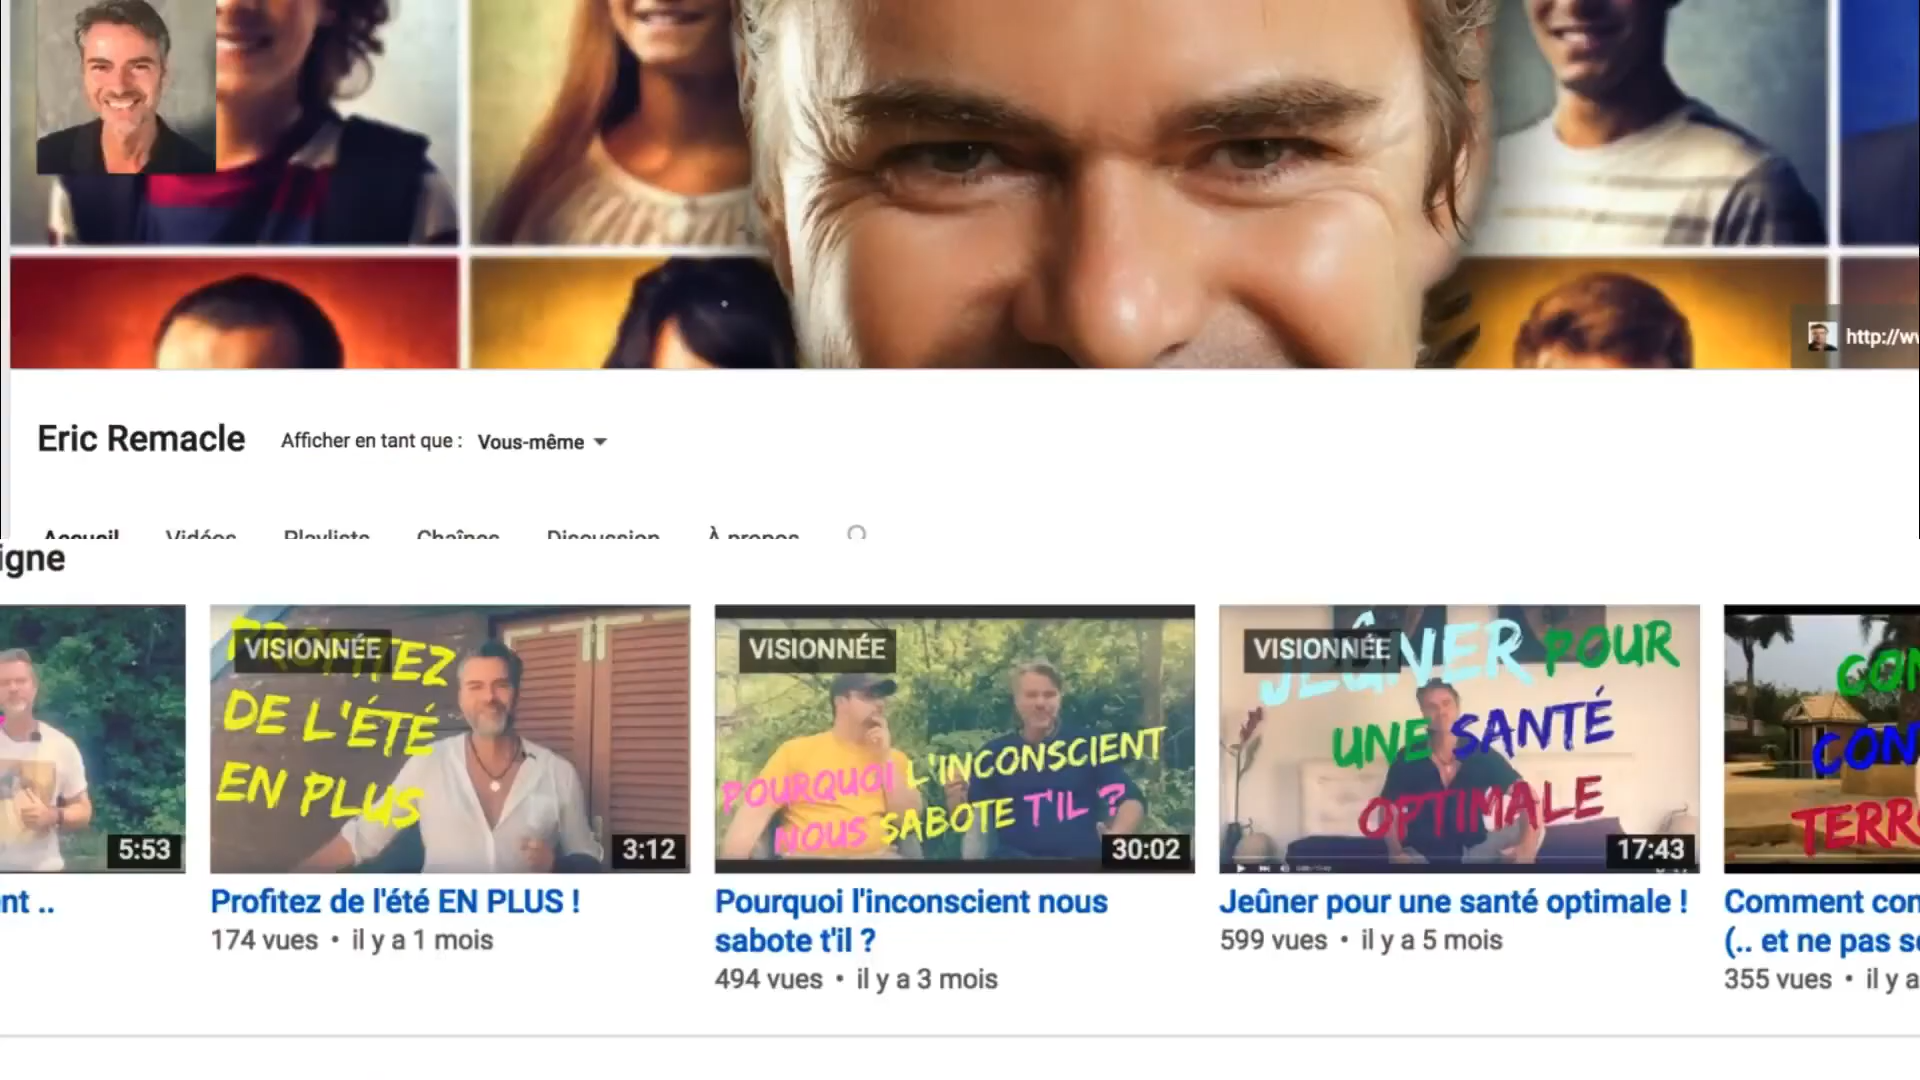 http://w
Eric Remacle
Afficher en tant que :
Vous-même
Accueil
Vidéos
Playlists
Chaînes
Discussion
À propos
igne
5:53
VISIONNÉE
DE L'ÉTÉ
EN PLUS
3:12
VISIONNÉE
POURQUOI L'INCONSCIENT
NOUS SABOTE T'IL ?
30:02
VISIONNÉE
JEÛNER POUR
UNE SANTÉ
OPTIMALE
17:43
CON
CON
TERR
nt ..
Profitez de l'été EN PLUS !
174 vues • il y a 1 mois
Pourquoi l'inconscient nous
sabote t'il ?
494 vues • il y a 3 mois
Jeûner pour une santé optimale !
599 vues • il y a 5 mois
Comment con
(.. et ne pas s
355 vues • il y a